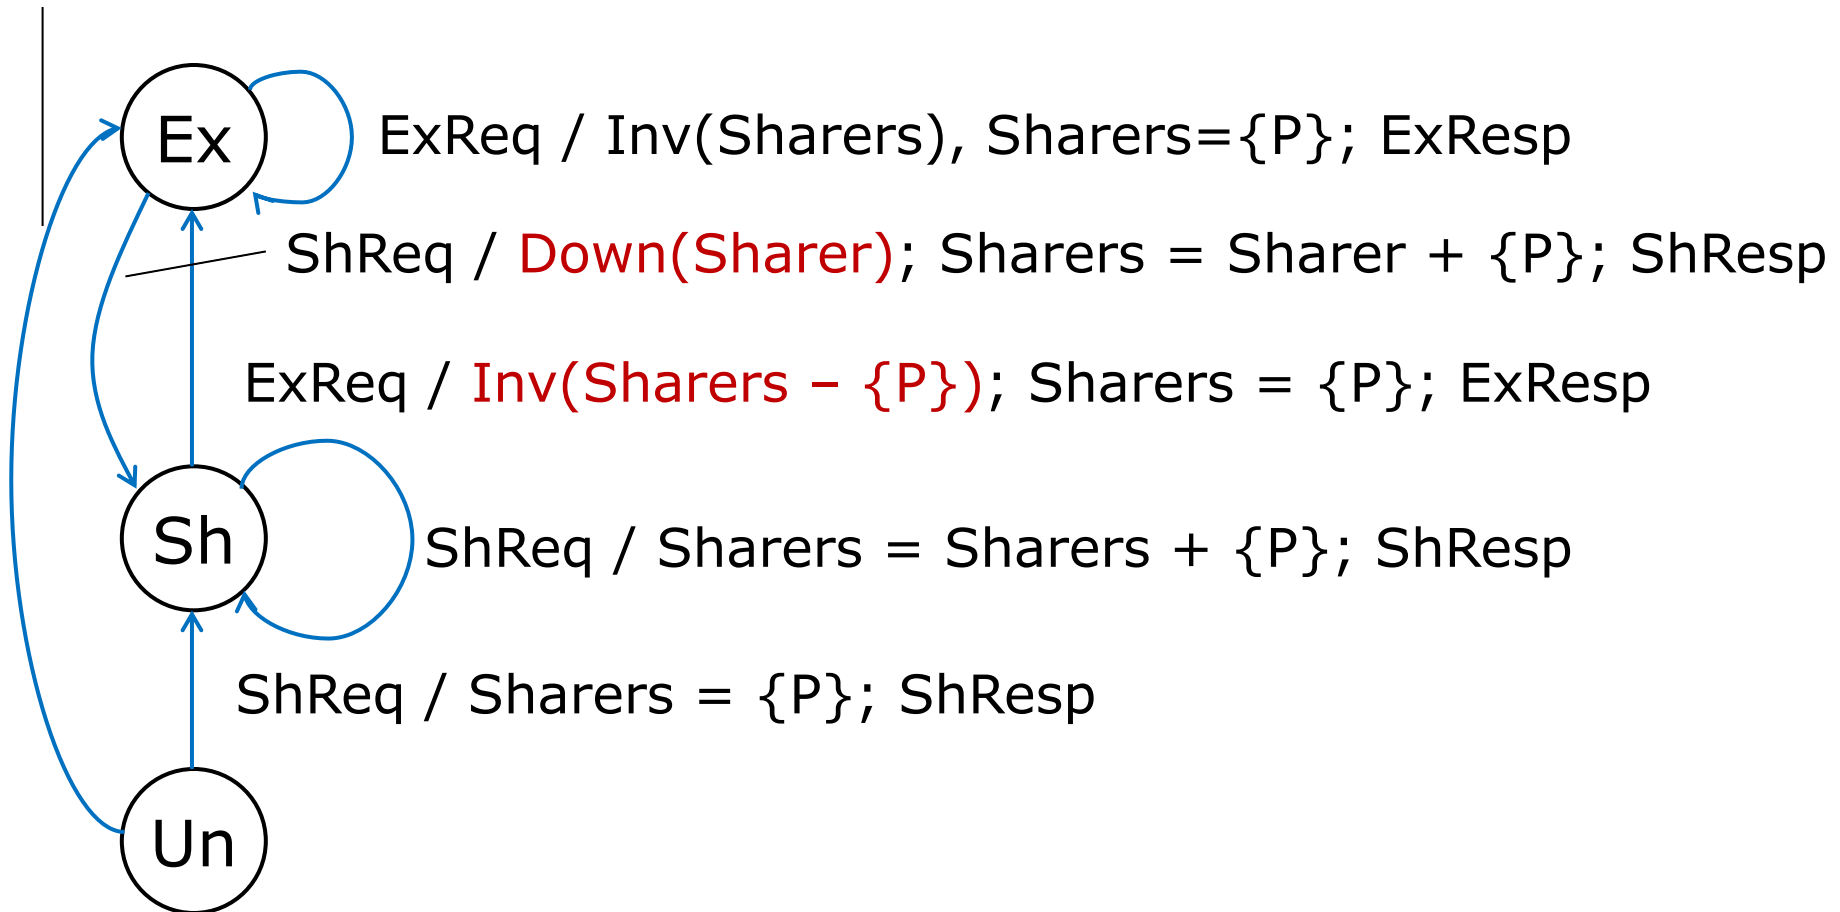 Ex
ExReq / Inv(Sharers), Sharers={P}; ExResp
ShReq / Down(Sharer); Sharers = Sharer + {P}; ShResp
ExReq / Inv(Sharers – {P}); Sharers = {P}; ExResp
Sh
ShReq / Sharers = Sharers + {P}; ShResp
ShReq / Sharers = {P}; ShResp
Un